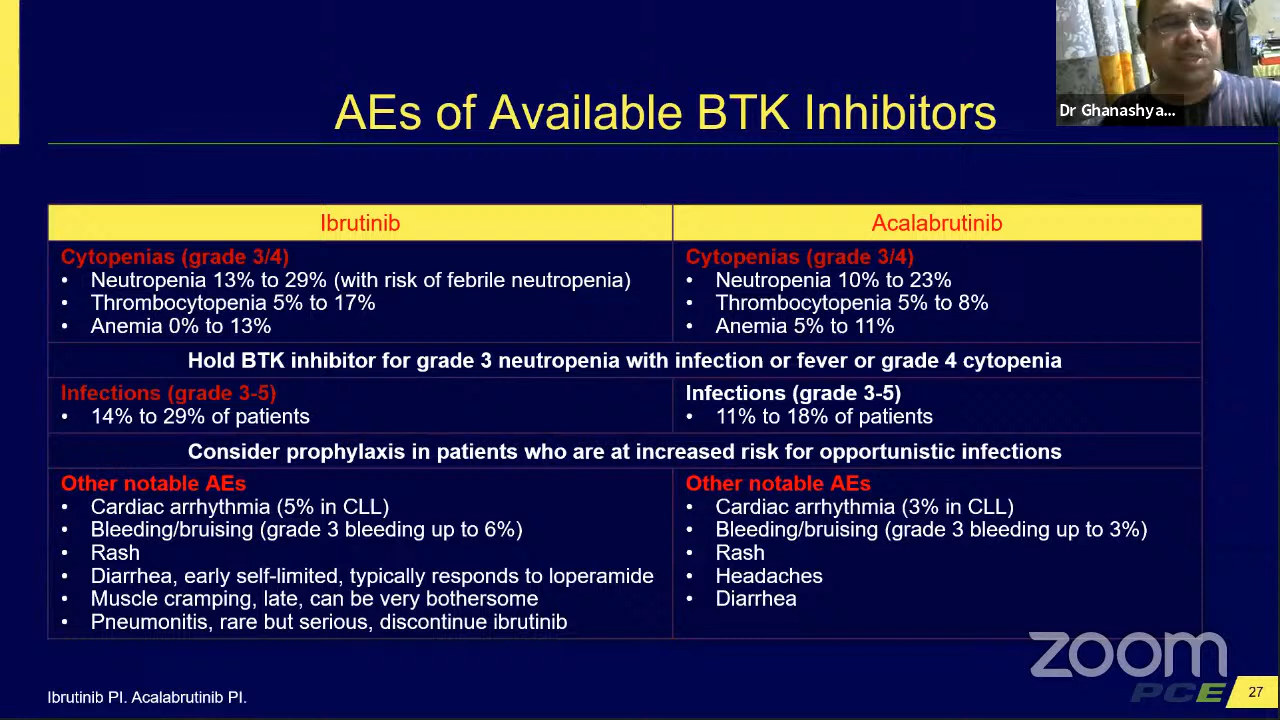 Dr Ghanashya...
AEs of Available BTK Inhibitors
Ibrutinib
Acalabrutinib
Cytopenias (grade 3/4)
• Neutropenia 13% to 29% (with risk of febrile neutropenia)
• Thrombocytopenia 5% to 17%
• Anemia 0% to 13%
Cytopenias (grade 3/4)
• Neutropenia 10% to 23%
• Thrombocytopenia 5% to 8%
• Anemia 5% to 11%
Hold BTK inhibitor for grade 3 neutropenia with infection or fever or grade 4 cytopenia
Infections (grade 3-5)
• 14% to 29% of patients
Infections (grade 3-5)
• 11% to 18% of patients
Consider prophylaxis in patients who are at increased risk for opportunistic infections
Other notable AEs
• Cardiac arrhythmia (5% in CLL)
• Bleeding/bruising (grade 3 bleeding up to 6%)
• Rash
• Diarrhea, early self-limited, typically responds to loperamide
• Muscle cramping, late, can be very bothersome
• Pneumonitis, rare but serious, discontinue ibrutinib
Other notable AEs
• Cardiac arrhythmia (3% in CLL)
• Bleeding/bruising (grade 3 bleeding up to 3%)
• Rash
• Headaches
• Diarrhea
Ibrutinib PI. Acalabrutinib PI.
zoom
PCE
27